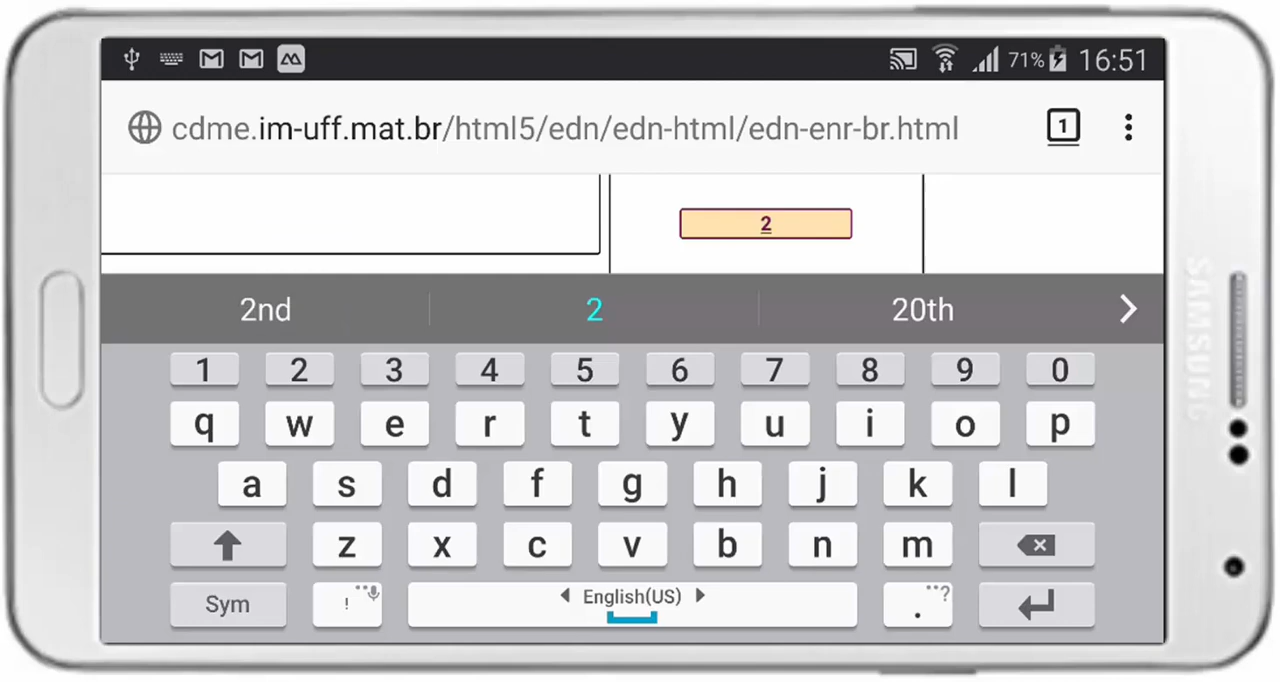 71% 16:51
cdme.im-uff.mat.br/html5/edn/edn-html/edn-enr-br.html 1
2
2nd 2 20th
1 2 3 4 5 6 7 8 9 0
q w e r t y u i o p
a s d f g h j k l
z x c v b n m
Sym ! English(US) . ?
SAMSUNG